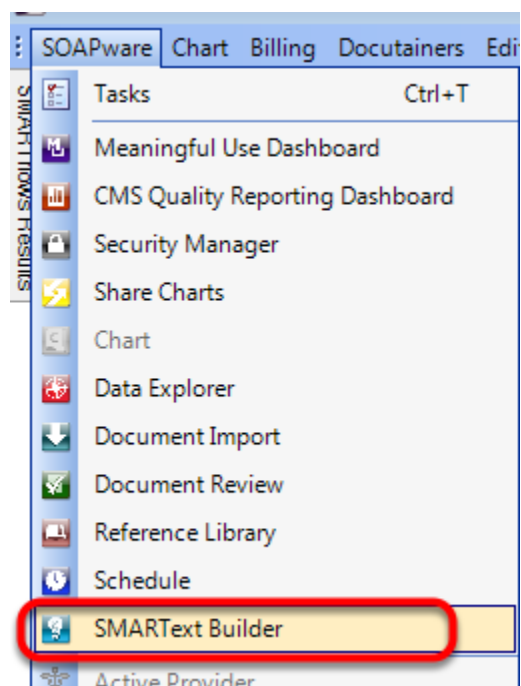 SOAPware Chart Billing Docutainers Edi
SMARTflows Results
Tasks Ctrl+T
Meaningful Use Dashboard
CMS Quality Reporting Dashboard
Security Manager
Share Charts
Chart
Data Explorer
Document Import
Document Review
Reference Library
Schedule
SMARText Builder
Active Provider